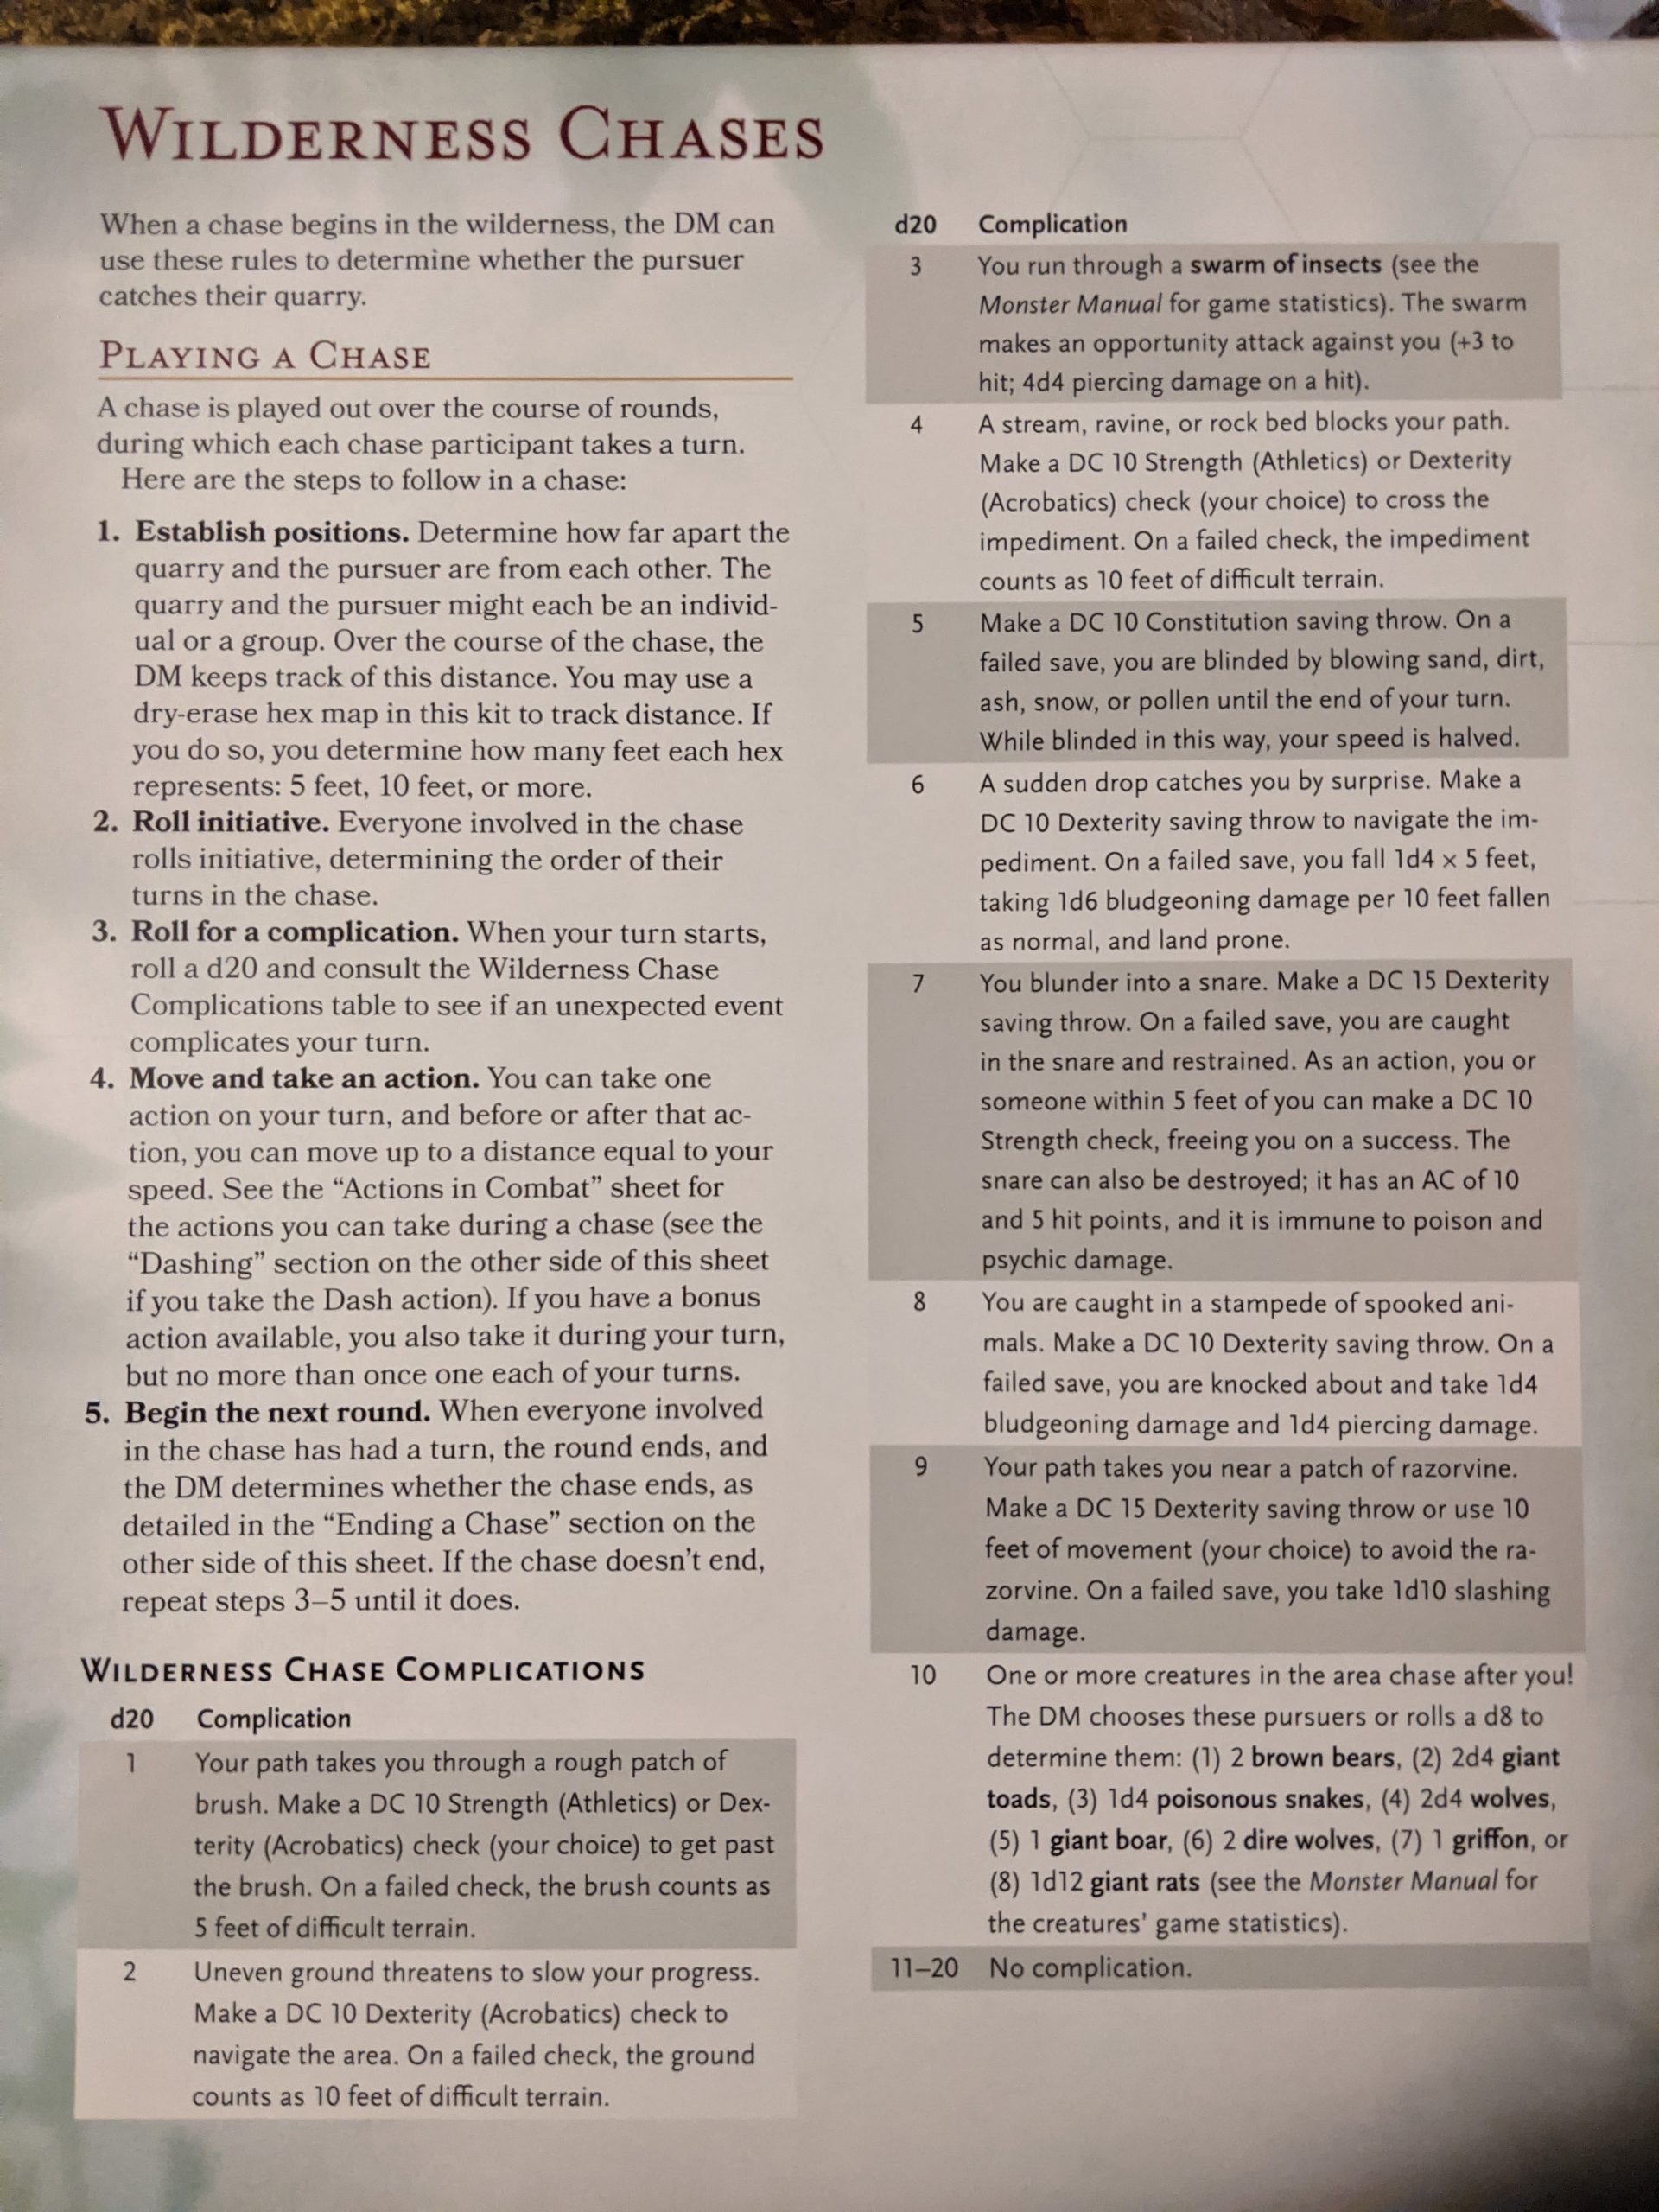 WILDERNESS CHASES
When a chase begins in the wilderness, the DM can
use these rules to determine whether the pursuer
catches their quarry.
PLAYING A CHASE
A chase is played out over the course of rounds,
during which each chase participant takes a turn.
Here are the steps to follow in a chase:
1. Establish positions. Determine how far apart the
quarry and the pursuer are from each other. The
quarry and the pursuer might each be an individ-
ual or a group. Over the course of the chase, the
DM keeps track of this distance. You may use a
dry-erase hex map in this kit to track distance. If
you do so, you determine how many feet each hex
represents: 5 feet, 10 feet, or more.
2. Roll initiative. Everyone involved in the chase
rolls initiative, determining the order of their
turns in the chase.
3. Roll for a complication. When your turn starts,
roll a d20 and consult the Wilderness Chase
Complications table to see if an unexpected event
complicates your turn.
4. Move and take an action. You can take one
action on your turn, and before or after that ac-
tion, you can move up to a distance equal to your
speed. See the “Actions in Combat” sheet for
the actions you can take during a chase (see the
“Dashing” section on the other side of this sheet
if you take the Dash action). If you have a bonus
action available, you also take it during your turn,
but no more than once one each of your turns.
5. Begin the next round. When everyone involved
in the chase has had a turn, the round ends, and
the DM determines whether the chase ends, as
detailed in the “Ending a Chase” section on the
other side of this sheet. If the chase doesn’t end,
repeat steps 3–5 until it does.
WILDERNESS CHASE COMPLICATIONS
d20 Complication
1 Your path takes you through a rough patch of
brush. Make a DC 10 Strength (Athletics) or Dex-
terity (Acrobatics) check (your choice) to get past
the brush. On a failed check, the brush counts as
5 feet of difficult terrain.
2 Uneven ground threatens to slow your progress.
Make a DC 10 Dexterity (Acrobatics) check to
navigate the area. On a failed check, the ground
counts as 10 feet of difficult terrain.
d20 Complication
3 You run through a swarm of insects (see the
Monster Manual for game statistics). The swarm
makes an opportunity attack against you (+3 to
hit; 4d4 piercing damage on a hit).
4 A stream, ravine, or rock bed blocks your path.
Make a DC 10 Strength (Athletics) or Dexterity
(Acrobatics) check (your choice) to cross the
impediment. On a failed check, the impediment
counts as 10 feet of difficult terrain.
5 Make a DC 10 Constitution saving throw. On a
failed save, you are blinded by blowing sand, dirt,
ash, snow, or pollen until the end of your turn.
While blinded in this way, your speed is halved.
6 A sudden drop catches you by surprise. Make a
DC 10 Dexterity saving throw to navigate the im-
pediment. On a failed save, you fall 1d4 × 5 feet,
taking 1d6 bludgeoning damage per 10 feet fallen
as normal, and land prone.
7 You blunder into a snare. Make a DC 15 Dexterity
saving throw. On a failed save, you are caught
in the snare and restrained. As an action, you or
someone within 5 feet of you can make a DC 10
Strength check, freeing you on a success. The
snare can also be destroyed; it has an AC of 10
and 5 hit points, and it is immune to poison and
psychic damage.
8 You are caught in a stampede of spooked ani-
mals. Make a DC 10 Dexterity saving throw. On a
failed save, you are knocked about and take 1d4
bludgeoning damage and 1d4 piercing damage.
9 Your path takes you near a patch of razorvine.
Make a DC 15 Dexterity saving throw or use 10
feet of movement (your choice) to avoid the ra-
zorvine. On a failed save, you take 1d10 slashing
damage.
10 One or more creatures in the area chase after you!
The DM chooses these pursuers or rolls a d8 to
determine them: (1) 2 brown bears, (2) 2d4 giant
toads, (3) 1d4 poisonous snakes, (4) 2d4 wolves,
(5) 1 giant boar, (6) 2 dire wolves, (7) 1 griffon, or
(8) 1d12 giant rats (see the Monster Manual for
the creatures’ game statistics).
11–20 No complication.